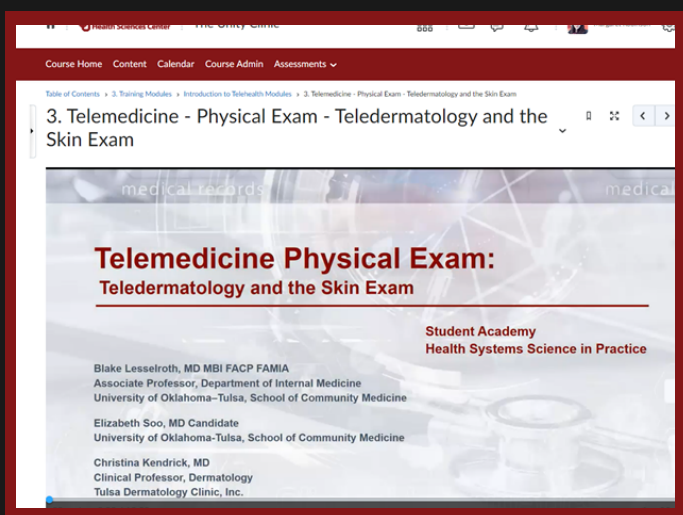 Health Sciences Center
The Unity Clinic
Course Home Content Calendar Course Admin Assessments
Table of Contents › 3. Training Modules › Introduction to Telehealth Modules › 3. Telemedicine - Physical Exam - Teledermatology and the Skin Exam
3. Telemedicine - Physical Exam - Teledermatology and the
Skin Exam
medical records
medica
Telemedicine Physical Exam:
Teledermatology and the Skin Exam
Student Academy
Health Systems Science in Practice
Blake Lesselroth, MD MBI FACP FAMIA
Associate Professor, Department of Internal Medicine
University of Oklahoma–Tulsa, School of Community Medicine
Elizabeth Soo, MD Candidate
University of Oklahoma-Tulsa, School of Community Medicine
Christina Kendrick, MD
Clinical Professor, Dermatology
Tulsa Dermatology Clinic, Inc.